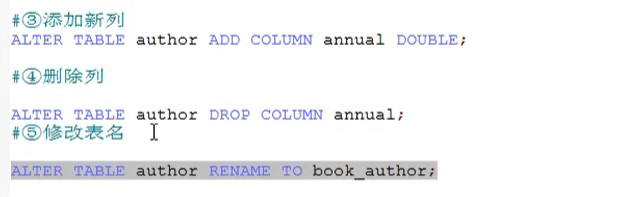 #③添加新列
ALTER TABLE author ADD COLUMN annual DOUBLE;
#④删除列
ALTER TABLE author DROP COLUMN annual;
#⑤修改表名
ALTER TABLE author RENAME TO book_author;